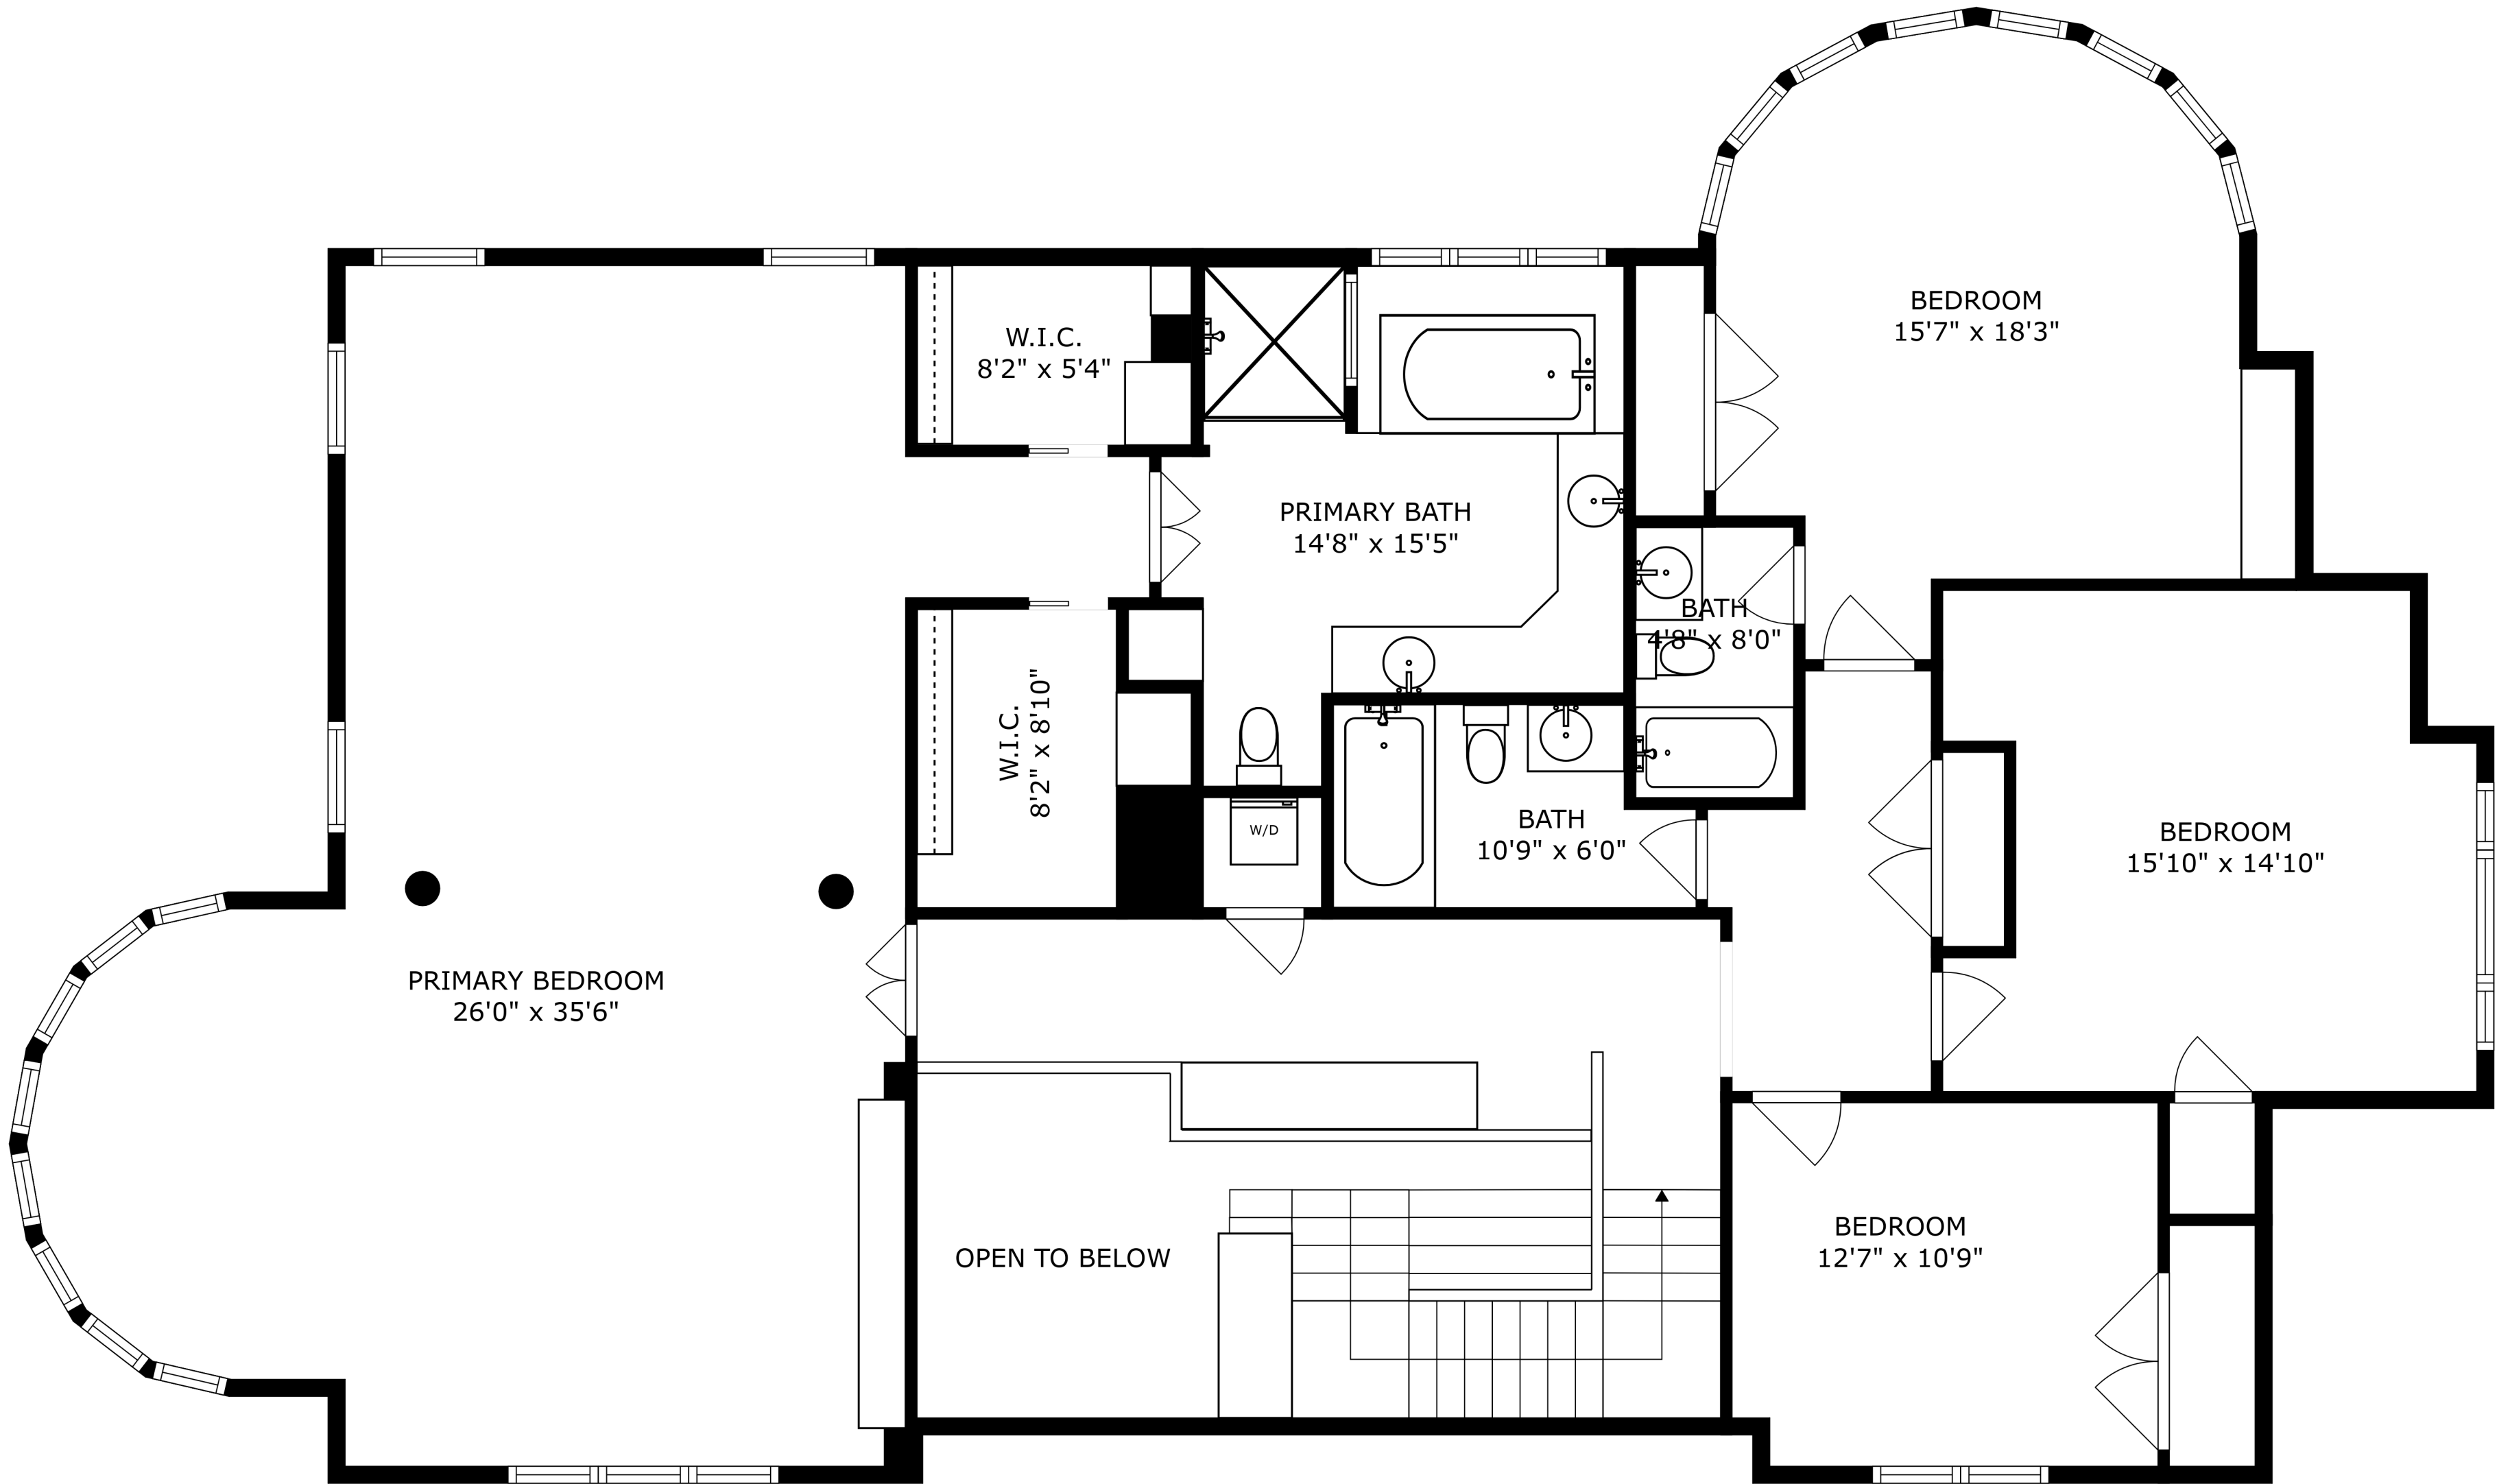 BEDROOM
15'7" x 18'3"
W.I.C.
8'2" x 5'4"
PRIMARY BATH
14'8" x 15'5"
BATH
4'8" x 8'0"
W.I.C.
8'2" x 8'10"
W/D
BATH
10'9" x 6'0"
BEDROOM
15'10" x 14'10"
PRIMARY BEDROOM
26'0" x 35'6"
OPEN TO BELOW
BEDROOM
12'7" x 10'9"